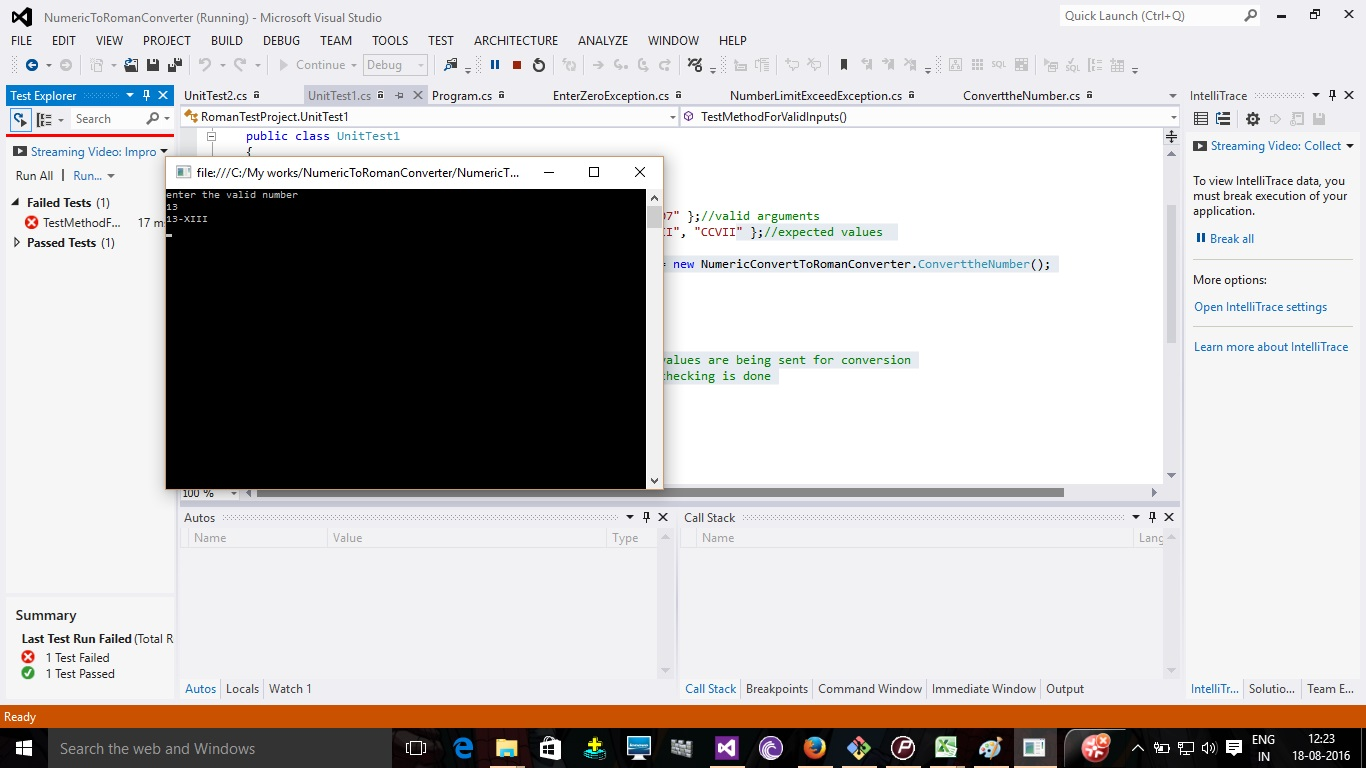 NumericToRomanConverter (Running) - Microsoft Visual Studio
Quick Launch (Ctrl+Q)
FILE EDIT VIEW PROJECT BUILD DEBUG TEAM TOOLS TEST ARCHITECTURE ANALYZE WINDOW HELP
Continue Debug SQL
Test Explorer
Search
Streaming Video: Impro
Run All | Run...
Failed Tests (1)
TestMethodF... 17 ms
Passed Tests (1)
Summary
Last Test Run Failed (Total R
1 Test Failed
1 Test Passed
UnitTest2.cs UnitTest1.cs Program.cs EnterZeroException.cs NumberLimitExceedException.cs ConverttheNumber.cs
RomanTestProject.UnitTest1 TestMethodForValidInputs()
public class UnitTest1
{
7" };//valid arguments
I", "CCVII" };//expected values
= new NumericConvertToRomanConverter.ConverttheNumber();
values are being sent for conversion
checking is done
100 %
file:///C:/My works/NumericToRomanConverter/NumericT...
enter the valid number
13
13-XIII
Autos
Name Value Type
Autos Locals Watch 1
Call Stack
Name Lang
Call Stack Breakpoints Command Window Immediate Window Output
IntelliTrace
Streaming Video: Collect
To view IntelliTrace data, you
must break execution of your
application.
Break all
More options:
Open IntelliTrace settings
Learn more about IntelliTrace
IntelliTr... Solutio... Team E...
Ready
Search the web and Windows
ENG
IN
12:23
18-08-2016